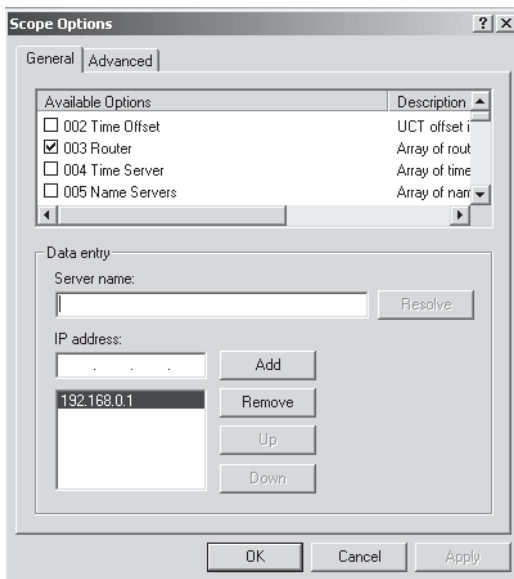 Scope Options
General Advanced
Available Options Description
002 Time Offset UCT offset i
003 Router Array of rout
004 Time Server Array of time
005 Name Servers Array of nam
Data entry
Server name:
Resolve
IP address:
. . . Add
192.168.0.1 Remove
Up
Down
OK Cancel Apply